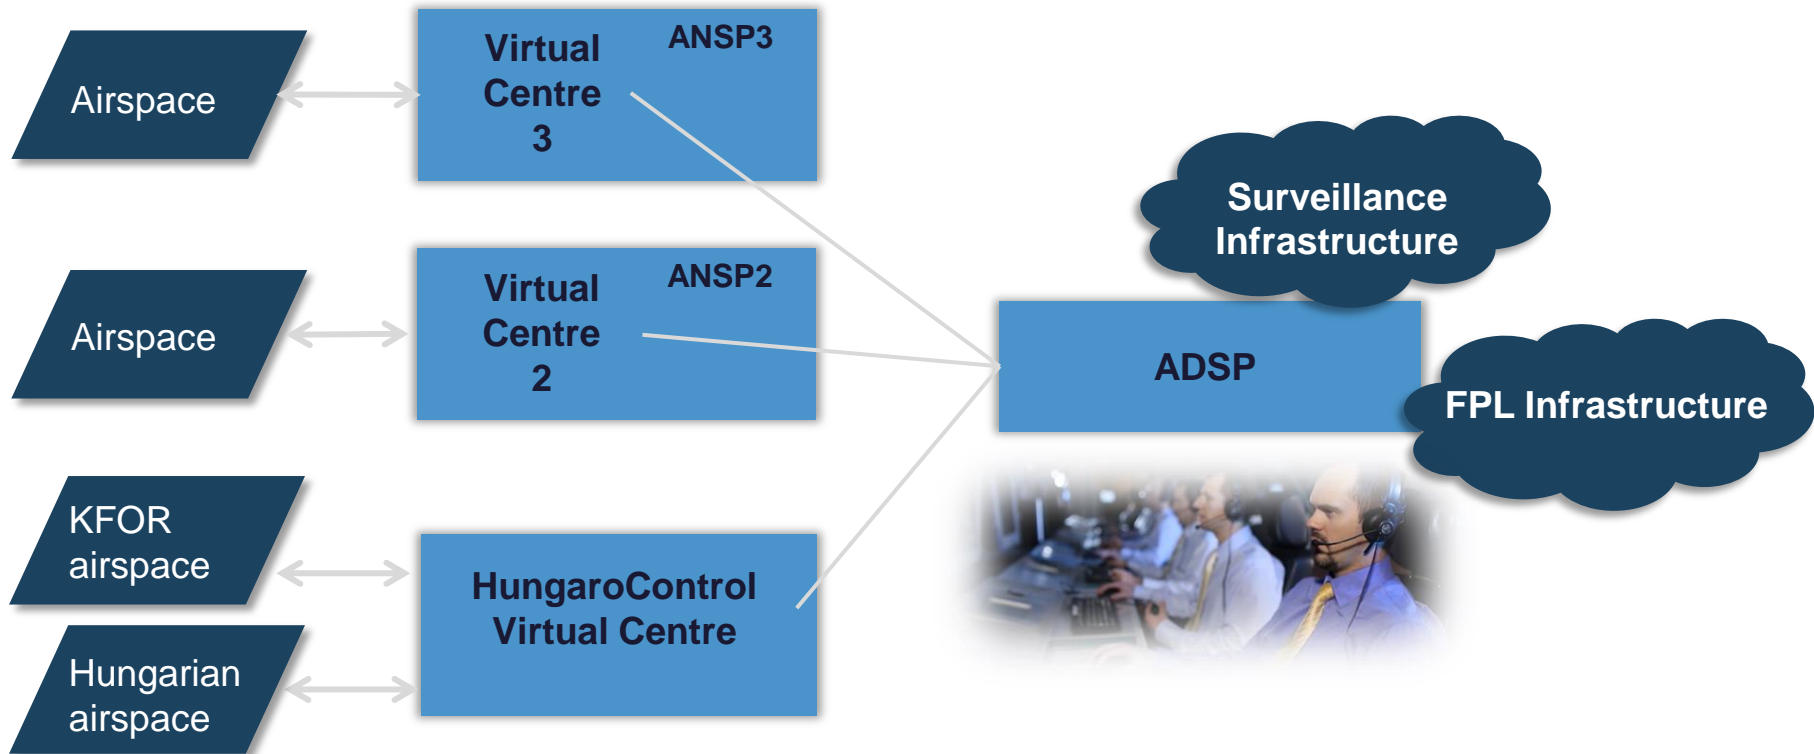 Airspace
Virtual
Centre
3
ANSP3
Airspace
Virtual
Centre
2
ANSP2
KFOR
airspace
Hungarian
airspace
HungaroControl
Virtual Centre
Surveillance
Infrastructure
ADSP
FPL Infrastructure